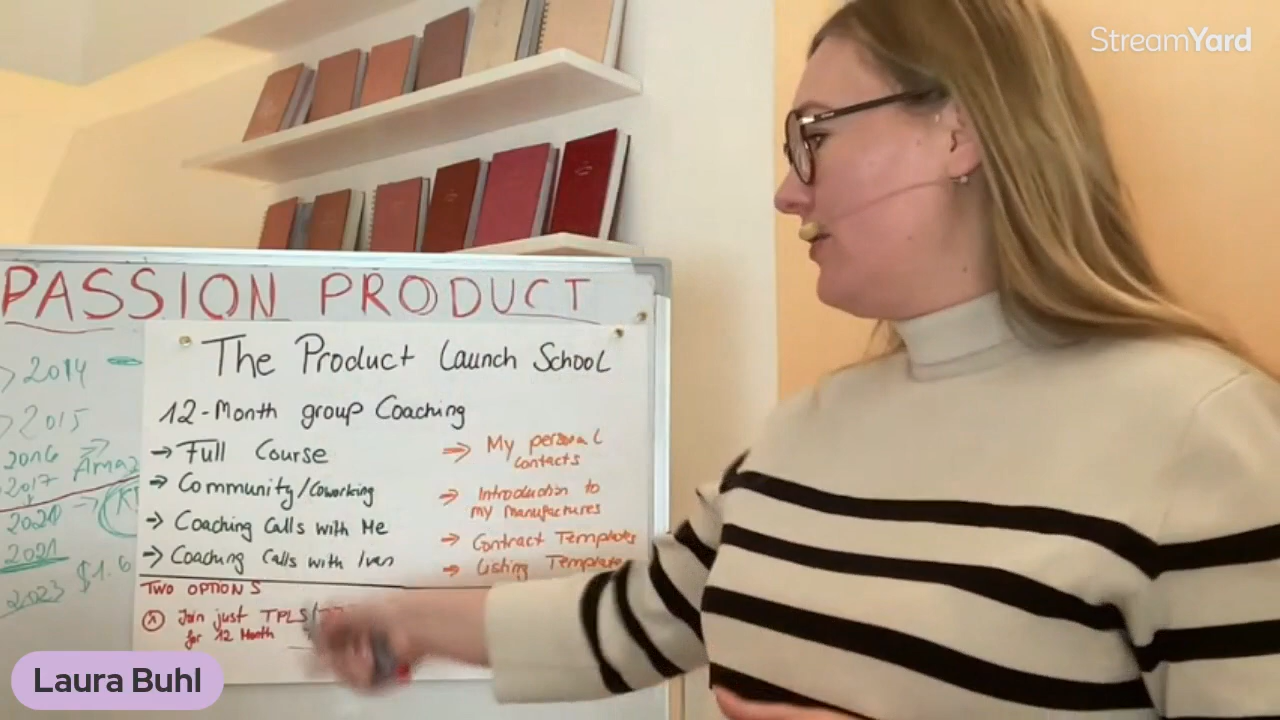 StreamYard
PASSION PRODUCT
The Product Launch School
12-Month group Coaching
→ Full Course
→ Community/Coworking
→ Coaching Calls with Me
→ Coaching Calls with Ivan
⇒ My personal
contacts
⇒ Introduction to
my manufactures
→ Contract Templates
→ Listing Template
TWO OPTIONS
Join just TPLS/
for 12 Month
2014
2015
2016
2017
2020
2021
2023 $1.6
Laura Buhl